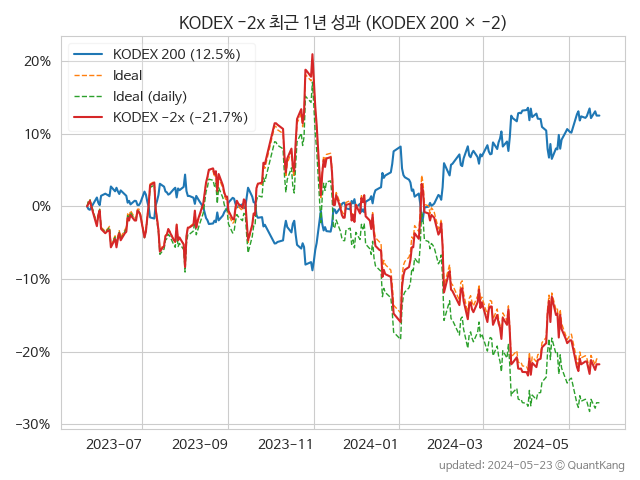 KODEX −2x 최근 1년 성과 (KODEX 200 × −2)
KODEX 200 (12.5%)
Ideal
Ideal (daily)
KODEX −2x (−21.7%)
20%
10%
0%
−10%
−20%
−30%
2023−07
2023−09
2023−11
2024−01
2024−03
2024−05
updated: 2024−05−23 © QuantKang